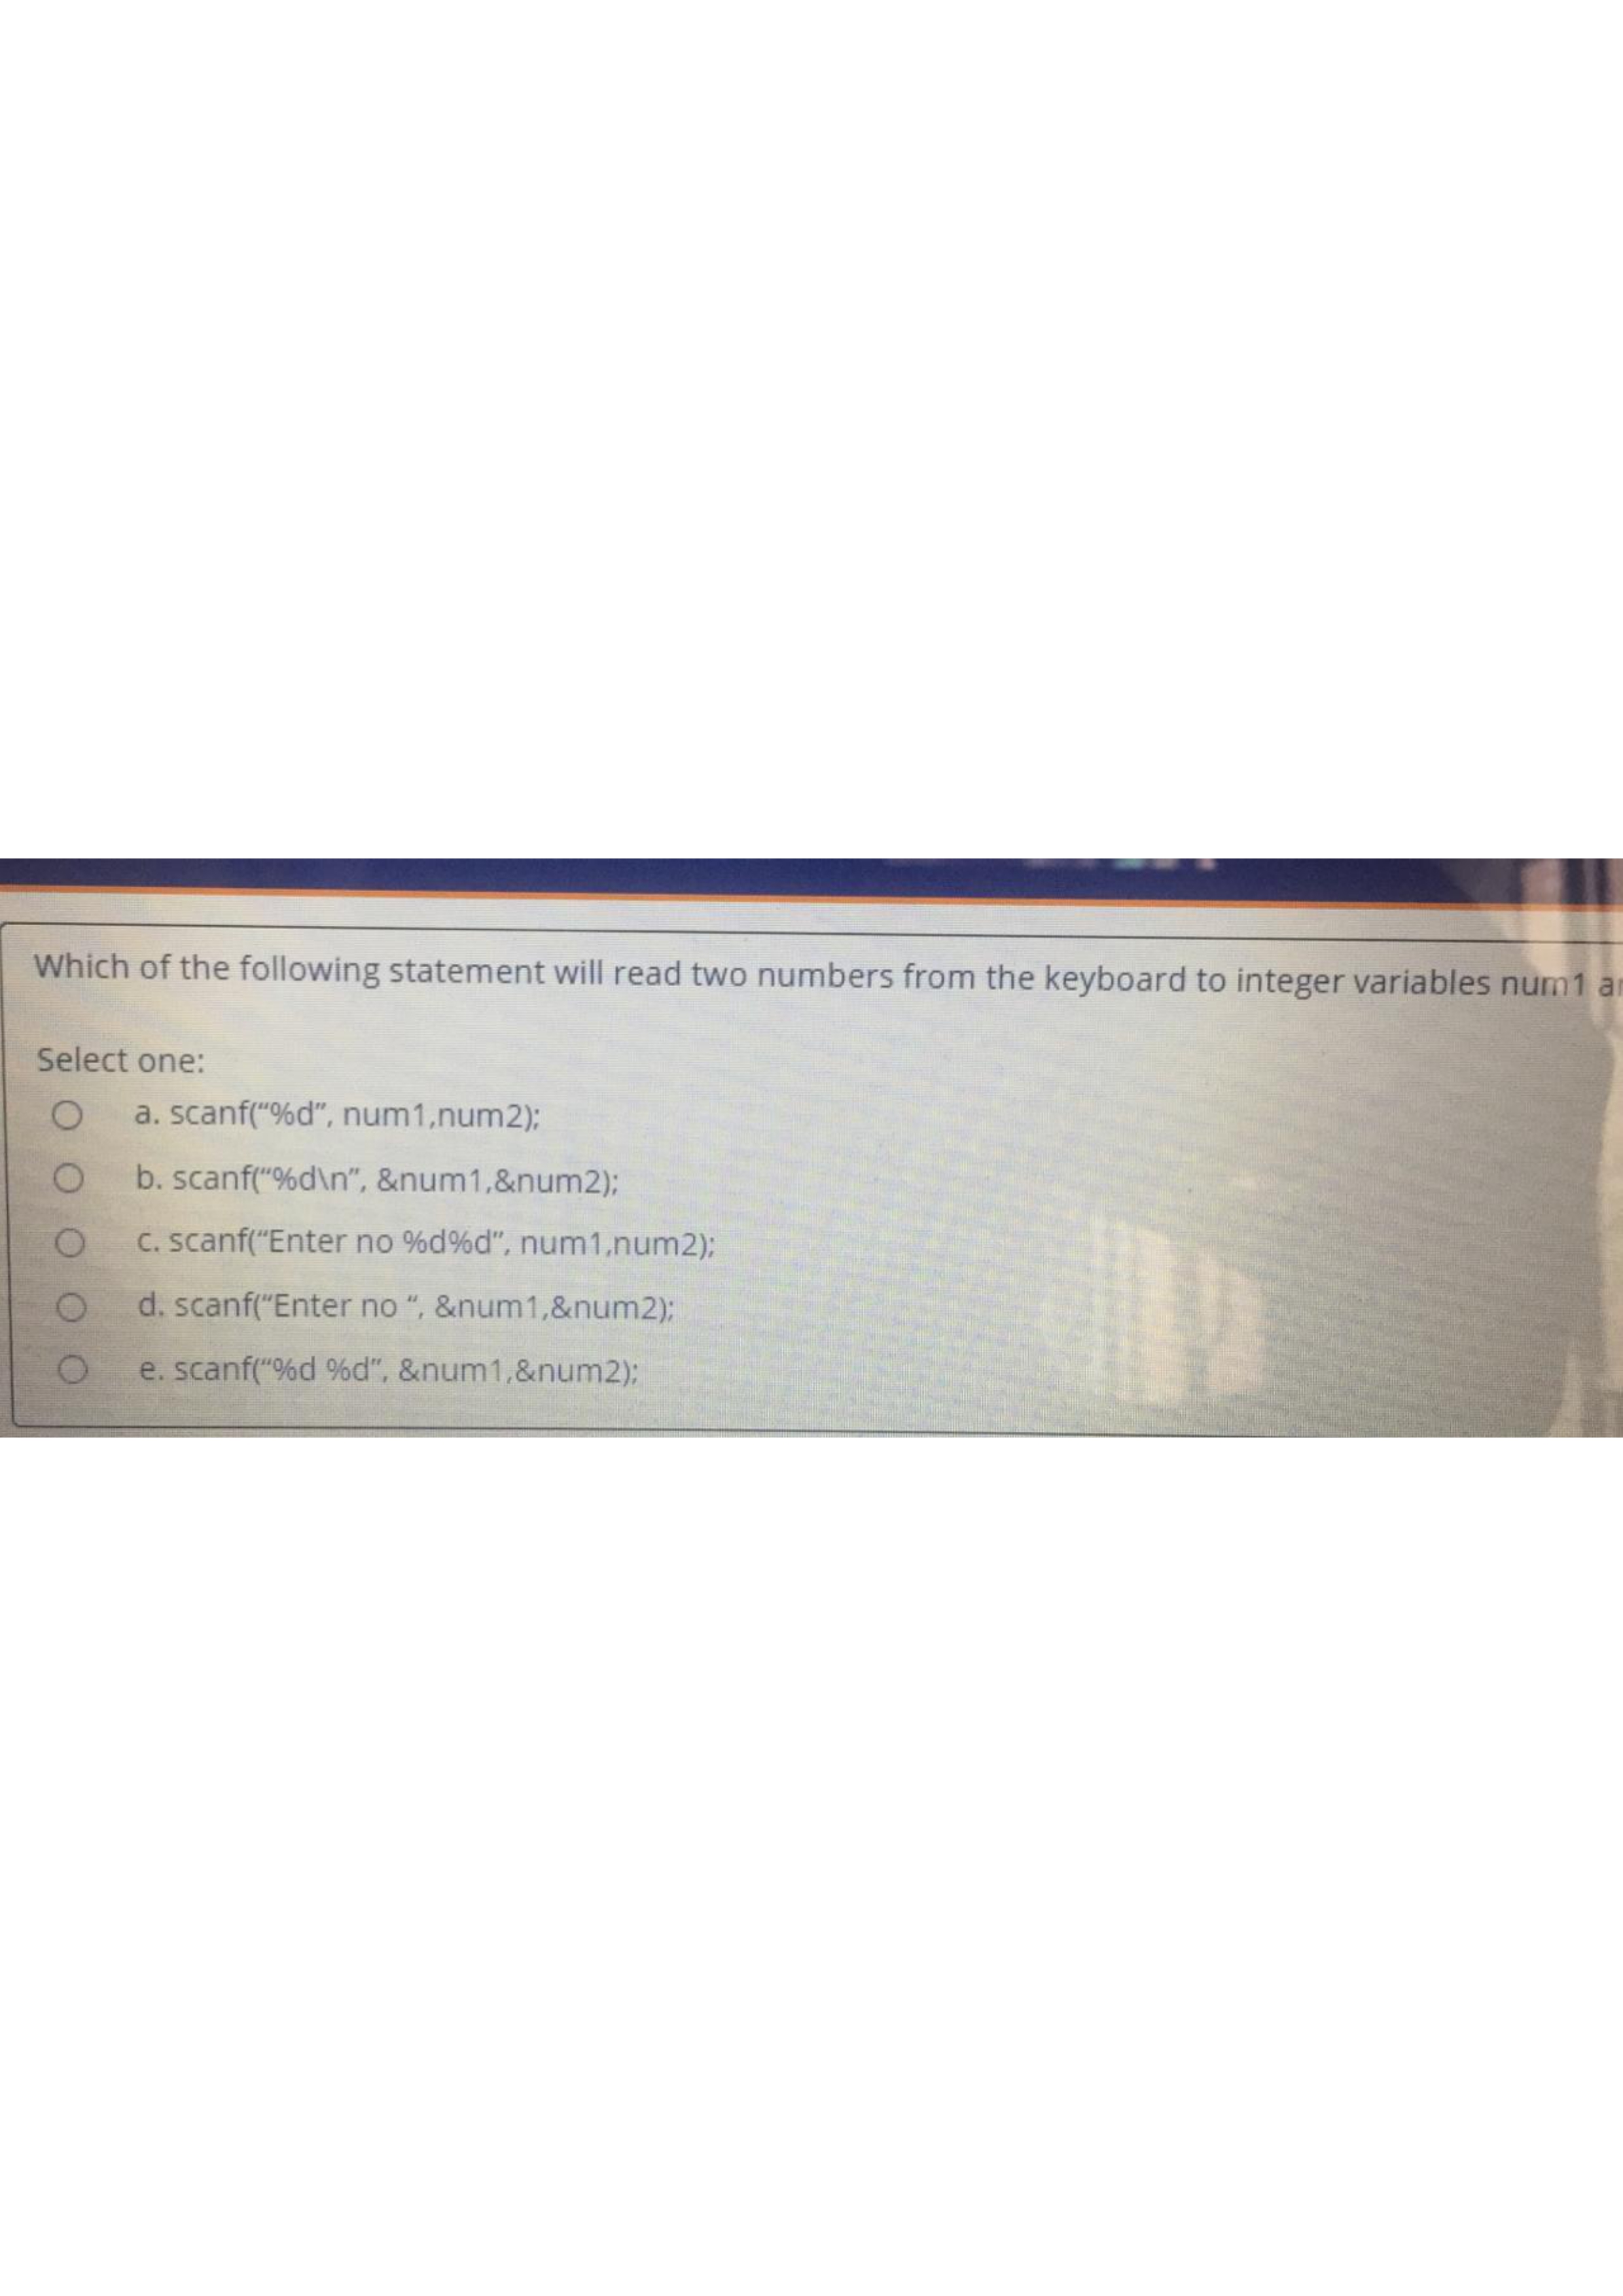 Which of the following statement will read two numbers from the keyboard to integer variables num1
Select one:
a. scanf(“%d”, num1,num2);
b. scanf(“%d\n”, &num1,&num2);
c. scanf(“Enter no %d%d”, num1,num2);
d. scanf(“Enter no “, &num1,&num2);
e. scanf(“%d %d”, &num1,&num2);